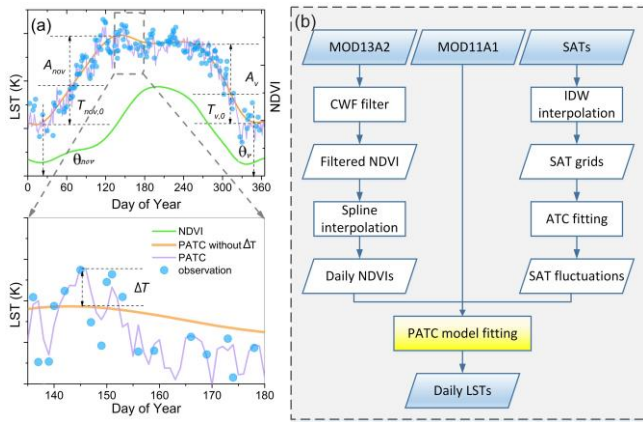 (a)
LST (K)
NDVI
A_nov
T_nov,0
A_v
T_v,0
θ_nov
θ_v
0 60 120 180 240 300 360
Day of Year
NDVI
PATC without ΔT
PATC
observation
ΔT
LST (K)
140 150 160 170 180
Day of Year
(b)
MOD13A2
MOD11A1
SATs
CWF filter
IDW
interpolation
Filtered NDVI
SAT grids
Spline
interpolation
ATC fitting
Daily NDVIs
SAT fluctuations
PATC model fitting
Daily LSTs